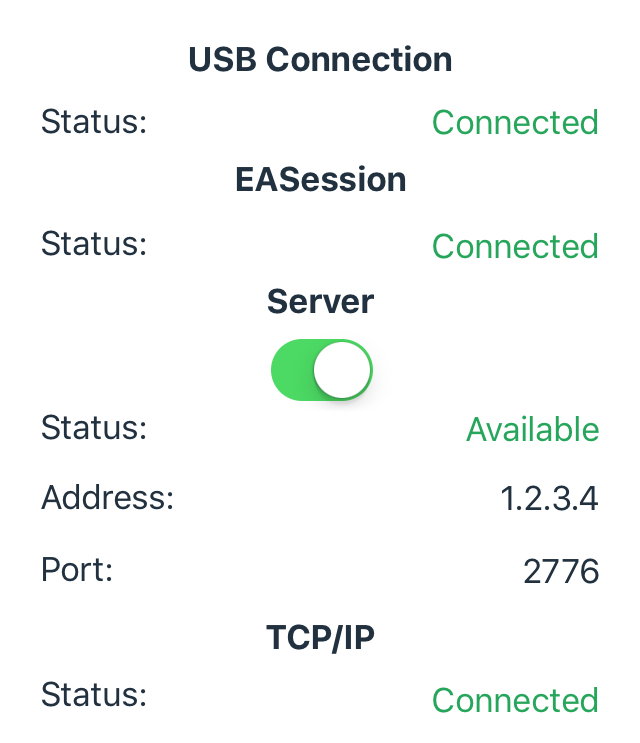 USB Connection
Status: Connected
EASession
Status: Connected
Server
Status: Available
Address: 1.2.3.4
Port: 2776
TCP/IP
Status: Connected